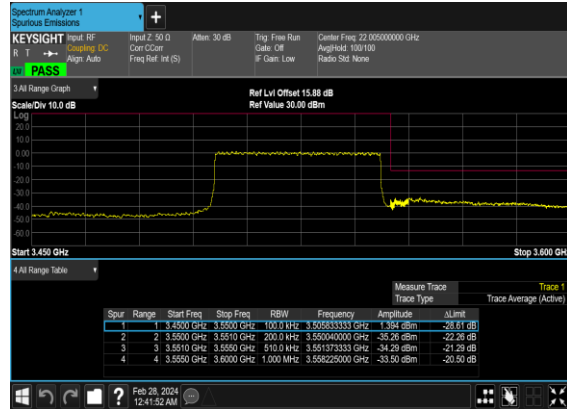 Spectrum Analyzer 1
Spurious Emissions
KEYSIGHT Input: RF Input Z: 50 Ω Atten: 30 dB Trig: Free Run Center Freq: 22.005000000 GHz
R T Coupling: DC Corr CCorr Gate: Off Avg|Hold: 100/100
Align: Auto Freq Ref: Int (S) IF Gain: Low Radio Std: None
PASS
3 All Range Graph
Ref Lvl Offset 15.88 dB
Scale/Div 10.0 dB Ref Value 30.00 dBm
Log
20.0
10.0
0.00
-10.0
-20.0
-30.0
-40.0
-50.0
-60.0
Start 3.450 GHz Stop 3.600 GH
4 All Range Table
Measure Trace Trace 1
Trace Type Trace Average (Active)
Spur Range Start Freq Stop Freq RBW Frequency Amplitude ΔLimit
1 1 3.4500 GHz 3.5500 GHz 100.0 kHz 3.505833333 GHz 1.394 dBm -28.61 dB
2 2 3.5500 GHz 3.5510 GHz 200.0 kHz 3.550040000 GHz -35.26 dBm -22.26 dB
3 3 3.5510 GHz 3.5550 GHz 510.0 kHz 3.551373333 GHz -34.29 dBm -21.29 dB
4 4 3.5550 GHz 3.6000 GHz 1.000 MHz 3.558225000 GHz -33.50 dBm -20.50 dB
Feb 28, 2024
12:41:52 AM